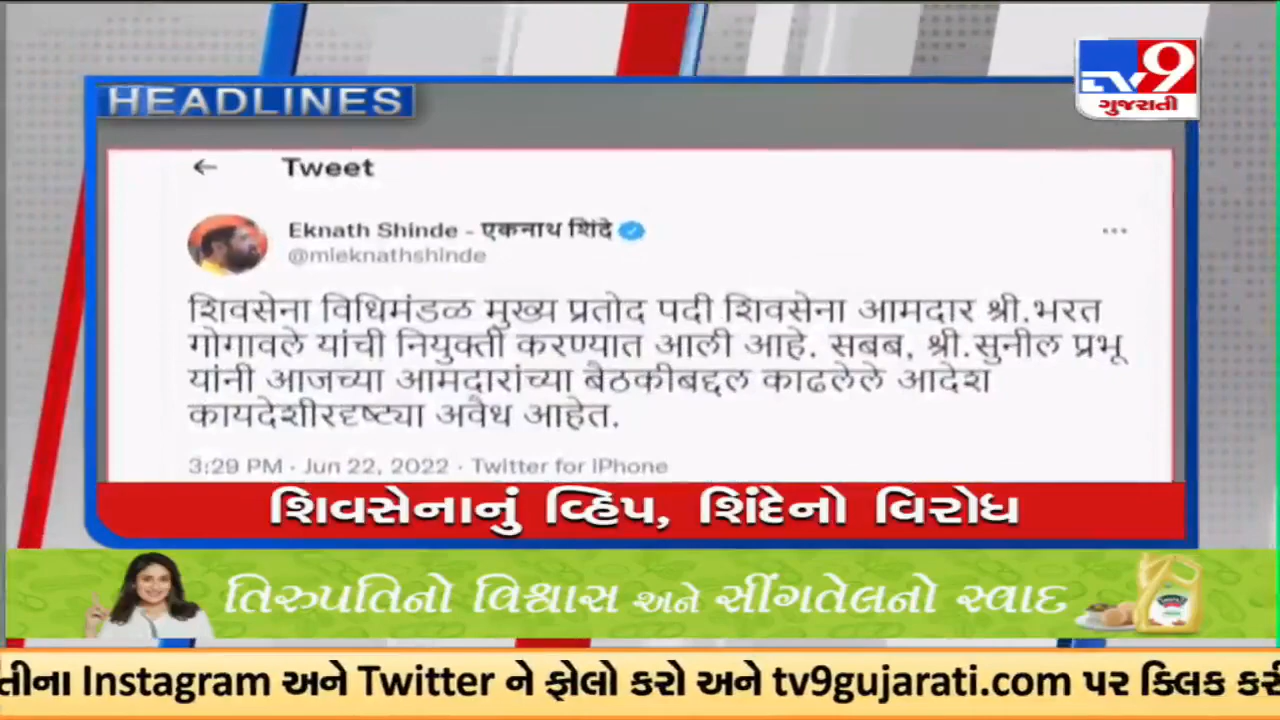 HEADLINES
TV9
ગુજરાતી
← Tweet
Eknath Shinde - एकनाथ शिंदे
@mieknathshinde
...
शिवसेना विधिमंडळ मुख्य प्रतोद पदी शिवसेना आमदार श्री.भरत
गोगावले यांची नियुक्ती करण्यात आली आहे. सबब, श्री.सुनील प्रभू
यांनी आजच्या आमदारांच्या बैठकीबद्दल काढलेले आदेश
कायदेशीरदृष्ट्या अवैध आहेत.
3:29 PM · Jun 22, 2022 · Twitter for iPhone
શિવસેનાનું વ્હિપ, શિંદેનો વિરોધ
તિરુપતિનો વિશ્વાસ અને સીંગતેલનો સ્વાદ
તીના Instagram અને Twitter ને ફોલો કરો અને tv9gujarati.com પર ક્લિક કરી